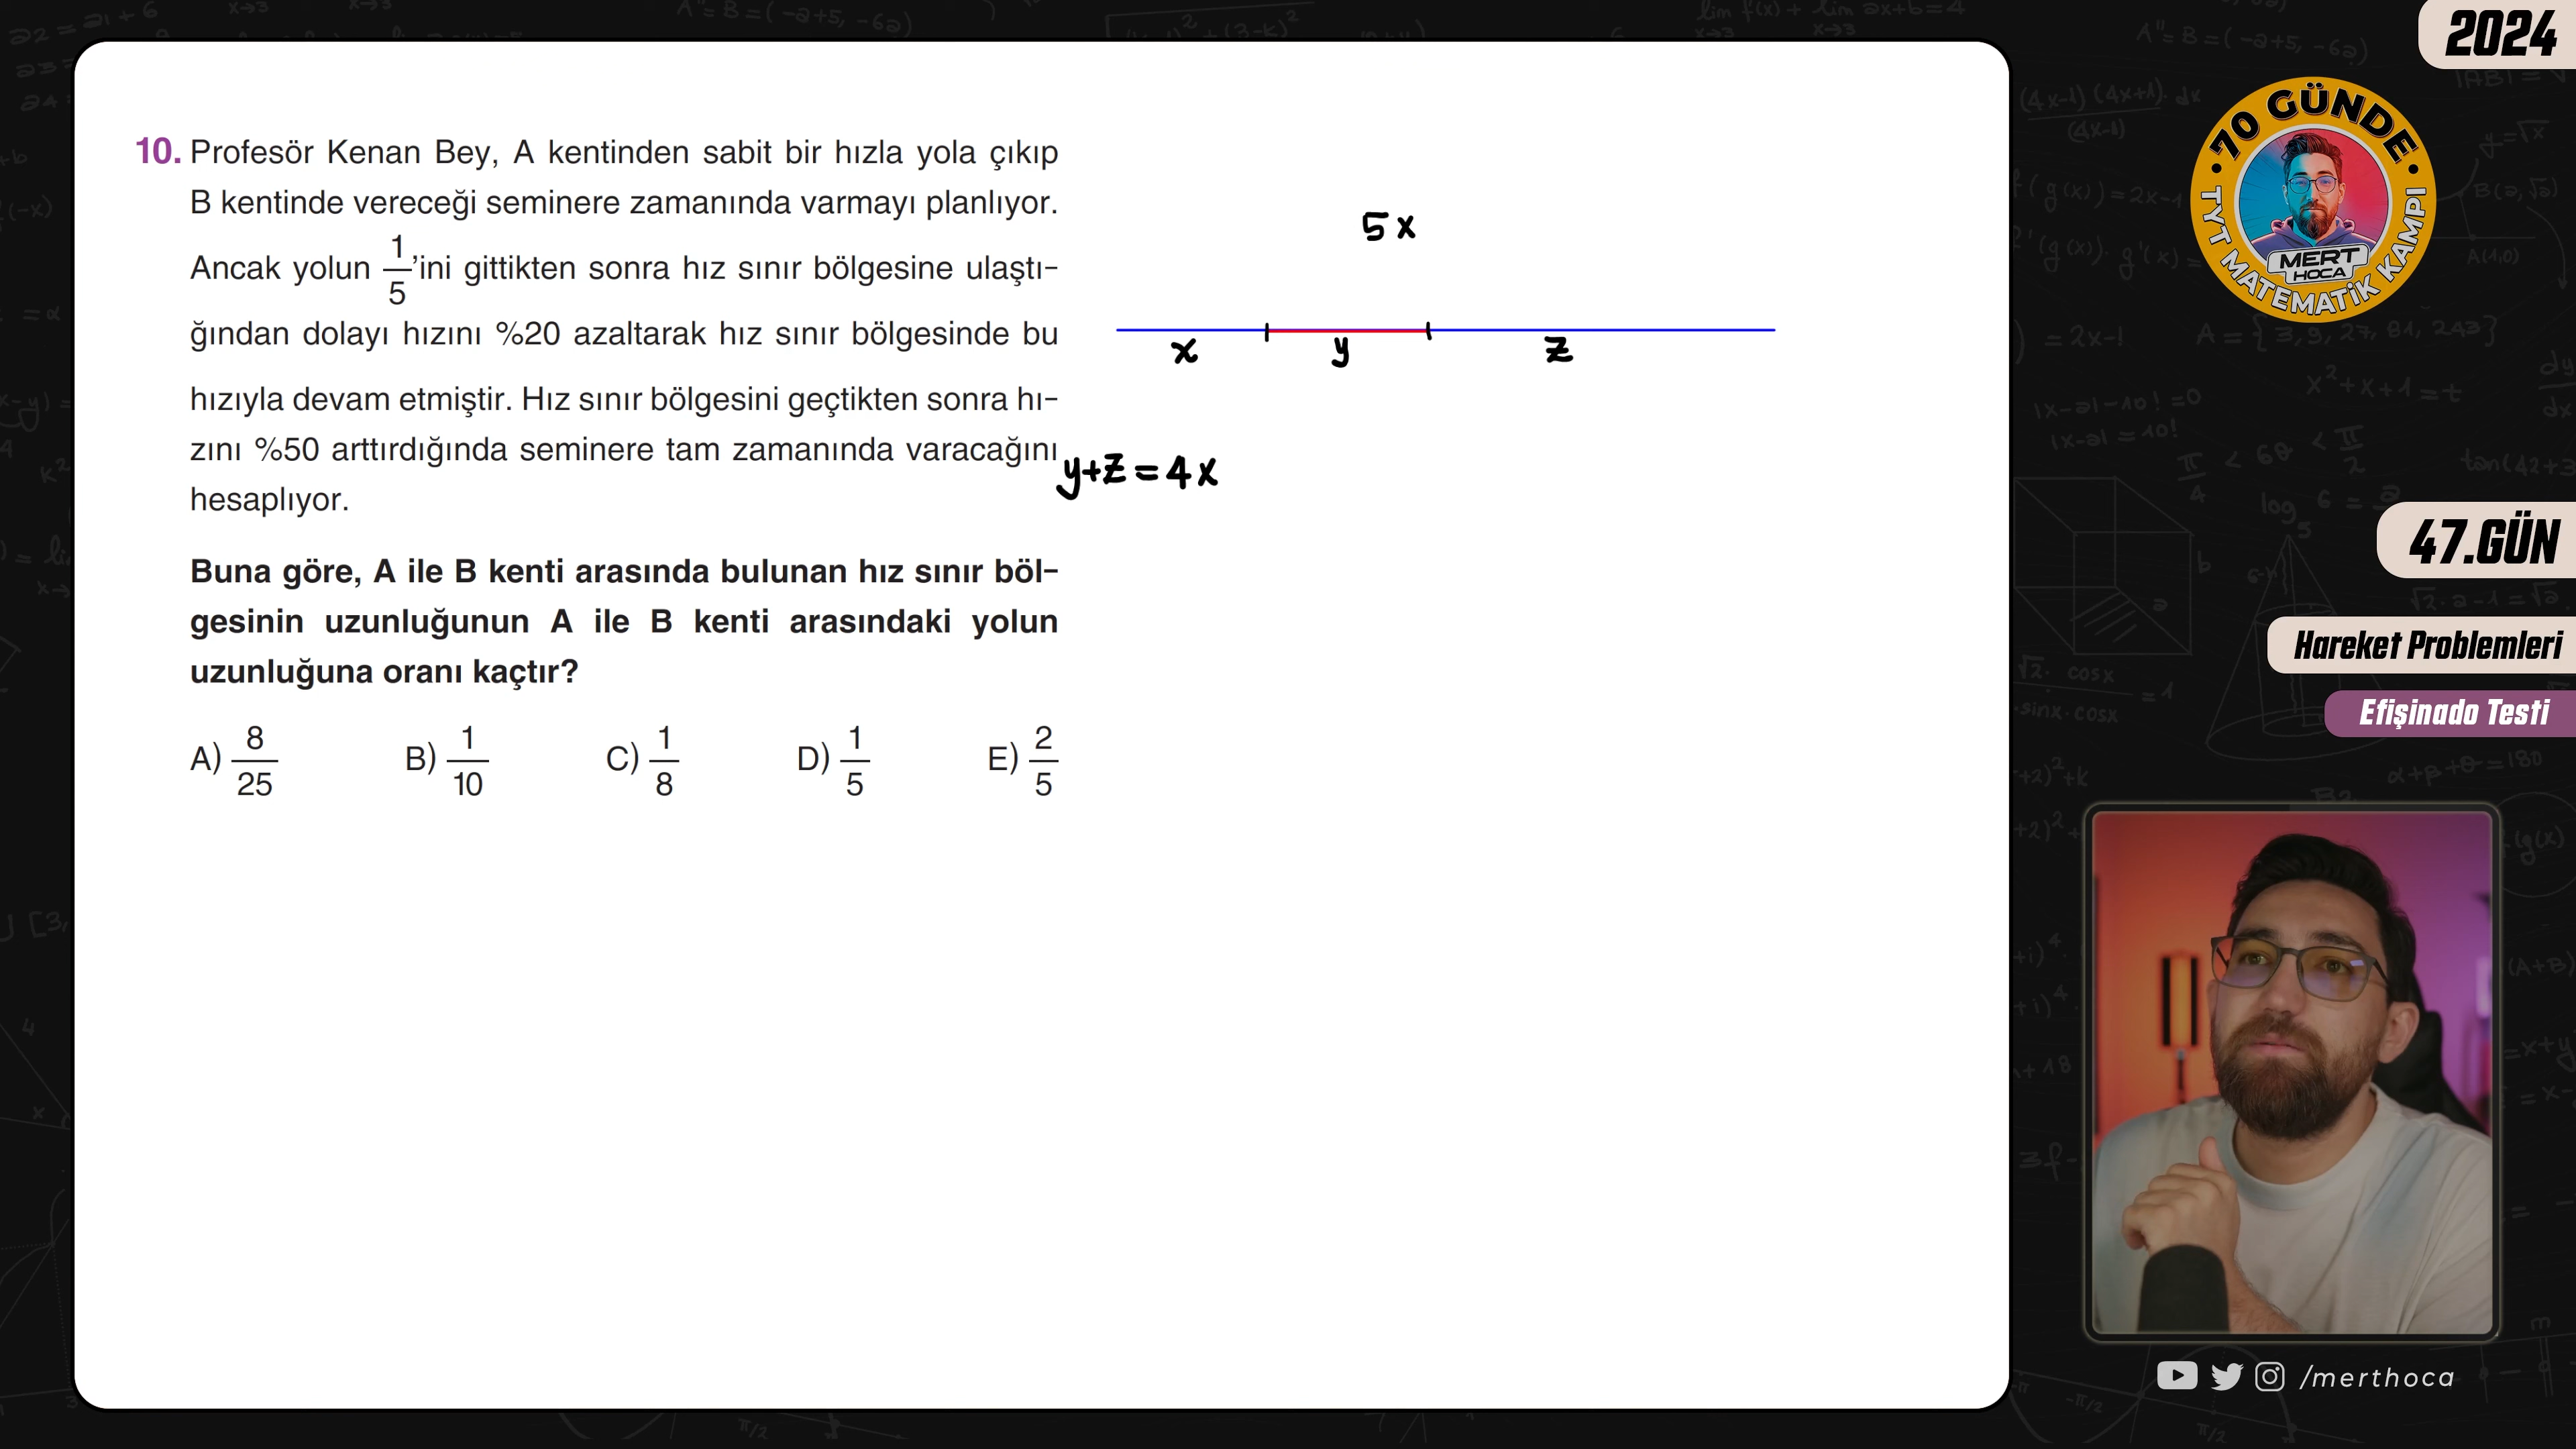 2024
10. Profesör Kenan Bey, A kentinden sabit bir hızla yola çıkıp
B kentinde vereceği seminere zamanında varmayı planlıyor.
Ancak yolun 1/5'ini gittikten sonra hız sınır bölgesine ulaştı-
ğından dolayı hızını %20 azaltarak hız sınır bölgesinde bu
hızıyla devam etmiştir. Hız sınır bölgesini geçtikten sonra hı-
zını %50 arttırdığında seminere tam zamanında varacağını
hesaplıyor.
Buna göre, A ile B kenti arasında bulunan hız sınır böl-
gesinin uzunluğunun A ile B kenti arasındaki yolun
uzunluğuna oranı kaçtır?
A) 8/25 B) 1/10 C) 1/8 D) 1/5 E) 2/5
5x
x y z
y+z=4x
70 GÜNDE
TYT MATEMATİK KAMPI
MERT
HOCA
47.GÜN
Hareket Problemleri
Efişinado Testi
/merthoca